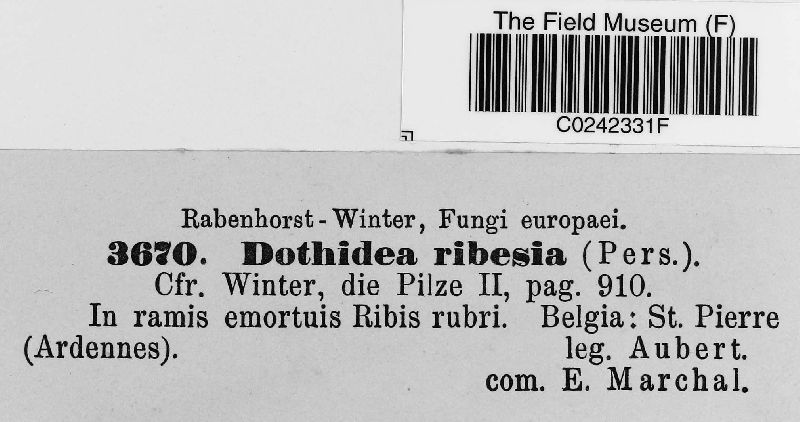 The Field Museum (F)
C0242331F
Rabenhorst-Winter, Fungi europaei.
3670. Dothidea ribesia (Pers.).
Cfr. Winter, die Pilze II, pag. 910.
In ramis emortuis Ribis rubri. Belgia: St. Pierre
(Ardennes). leg. Aubert.
com. E. Marchal.